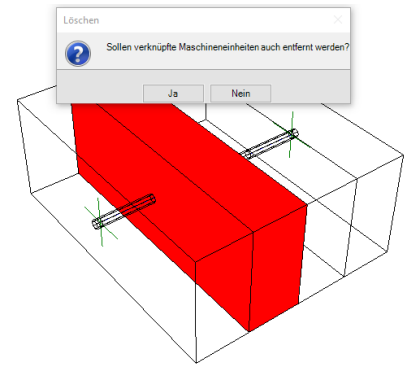 Löschen
Sollen verknüpfte Maschineneinheiten auch entfernt werden?
Ja
Nein